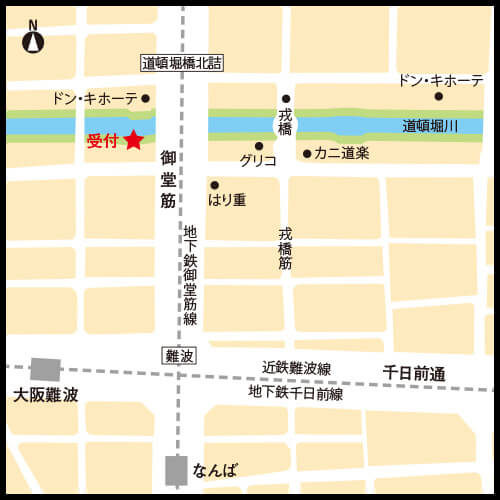 N
道頓堀橋北詰
ドン・キホーテ
ドン・キホーテ
戎橋
道頓堀川
受付
グリコ
カニ道楽
御堂筋
はり重
地下鉄御堂筋線
戎橋筋
難波
近鉄難波線
千日前通
大阪難波
地下鉄千日前線
なんば